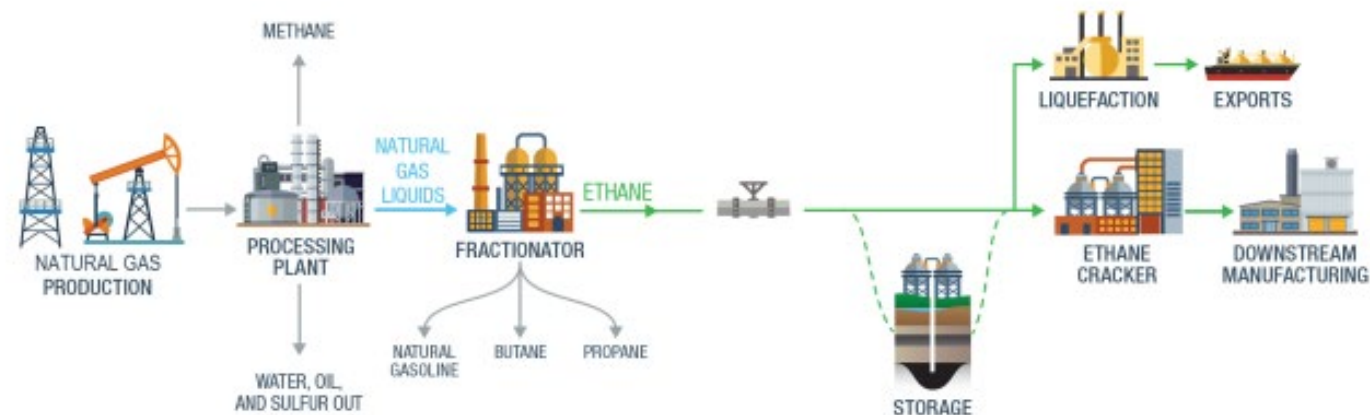 METHANE
NATURAL GAS
PRODUCTION
PROCESSING
PLANT
WATER, OIL,
AND SULFUR OUT
NATURAL
GAS
LIQUIDS
FRACTIONATOR
NATURAL
GASOLINE
BUTANE
PROPANE
ETHANE
STORAGE
LIQUEFACTION
EXPORTS
ETHANE
CRACKER
DOWNSTREAM
MANUFACTURING